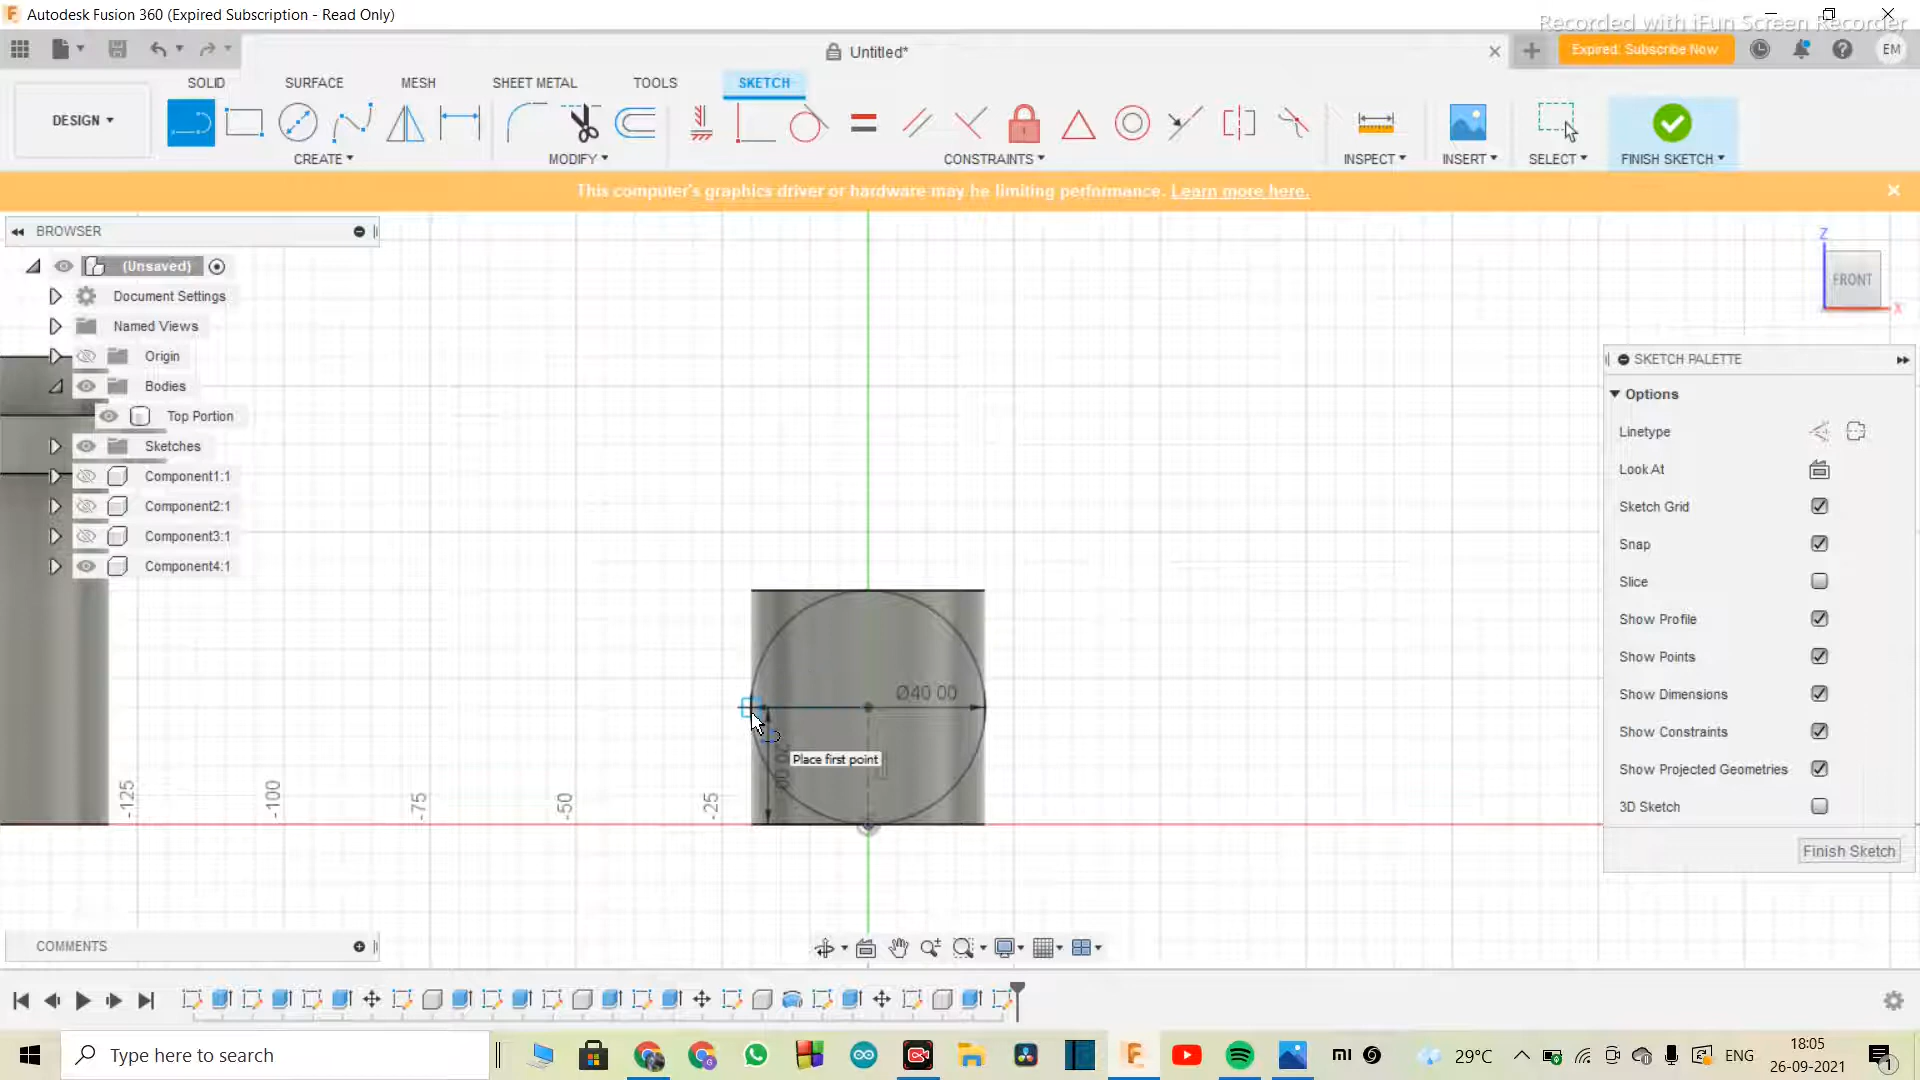 Autodesk Fusion 360 (Expired Subscription - Read Only)
Recorded with iFun Screen Recorder
Untitled*
Expired: Subscribe Now
EM
SOLID
SURFACE
MESH
SHEET METAL
TOOLS
SKETCH
DESIGN
CREATE
MODIFY
CONSTRAINTS
INSPECT
INSERT
SELECT
FINISH SKETCH
This computer's graphics driver or hardware may be limiting performance. Learn more here.
BROWSER
(Unsaved)
Document Settings
Named Views
Origin
Bodies
Top Portion
Sketches
Component1:1
Component2:1
Component3:1
Component4:1
Z
FRONT
X
SKETCH PALETTE
Options
Linetype
Look At
Sketch Grid
Snap
Slice
Show Profile
Show Points
Show Dimensions
Show Constraints
Show Projected Geometries
3D Sketch
Finish Sketch
Ø40 00
Place first point
-125
-100
-75
-50
-25
COMMENTS
Type here to search
29°C
ENG
18:05
26-09-2021
1